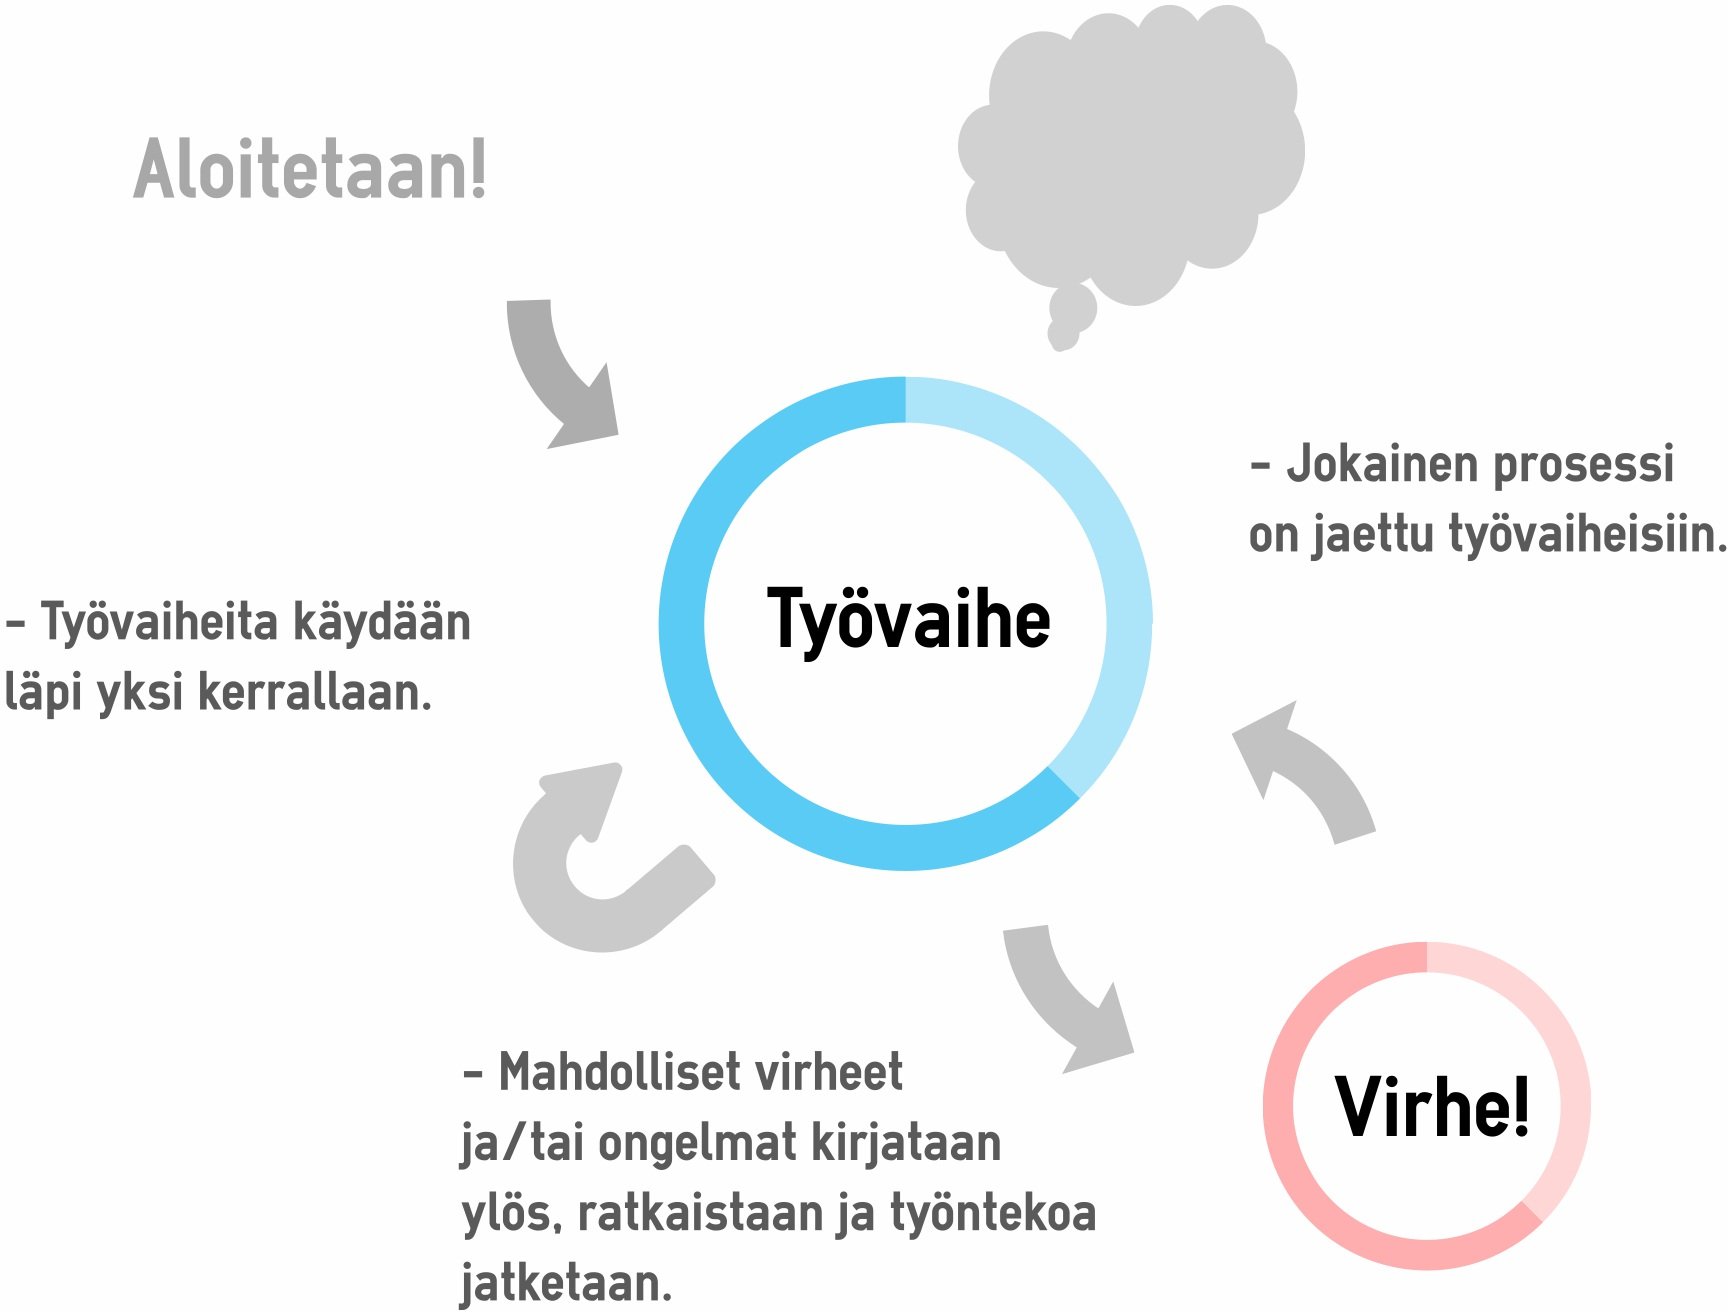 Aloitetaan!
- Jokainen prosessi
on jaettu työvaiheisiin.
Työvaihe
- Työvaiheita käydään
läpi yksi kerrallaan.
- Mahdolliset virheet
ja/tai ongelmat kirjataan
ylös, ratkaistaan ja työntekoa
jatketaan.
Virhe!